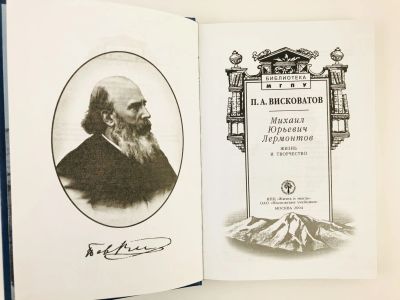 БИБЛИОТЕКА
МГПУ
П. А. ВИСКОВАТОВ
Михаил
Юрьевич
Лермонтов
ЖИЗНЬ
И ТВОРЧЕСТВО
МОСКВА 2004